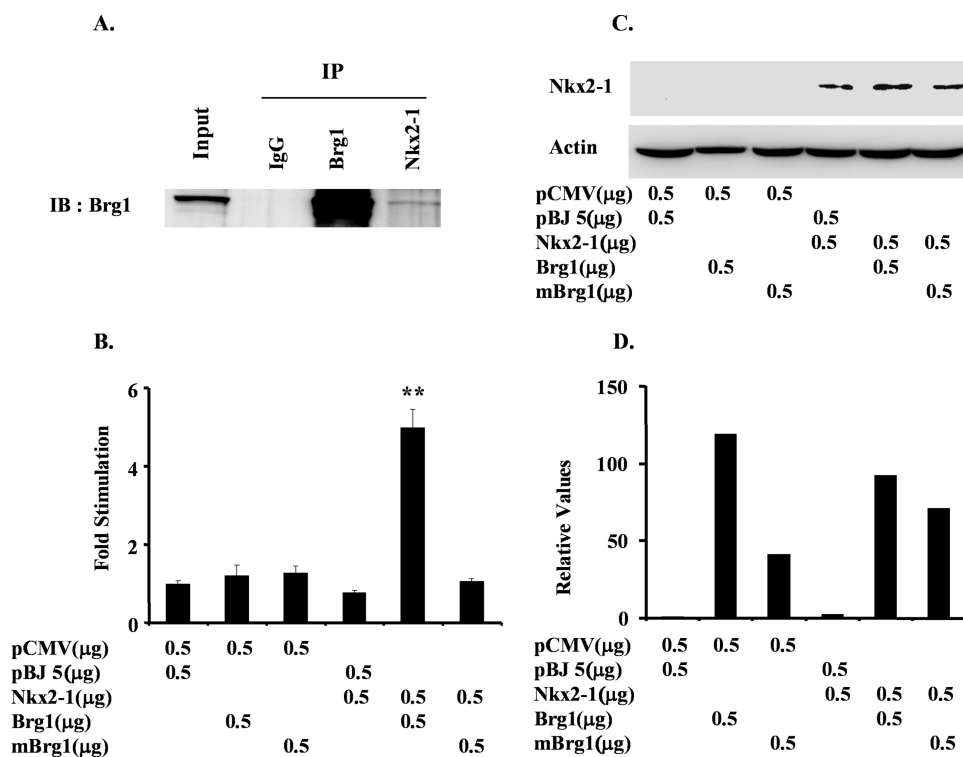 A.
IP
Input
IgG
Brg1
Nkx2-1
IB : Brg1
B.
Fold Stimulation
6
4
2
0
**
pCMV(μg) 0.5 0.5 0.5
pBJ 5(μg) 0.5 0.5
Nkx2-1(μg) 0.5 0.5 0.5
Brg1(μg) 0.5 0.5
mBrg1(μg) 0.5 0.5
C.
Nkx2-1
Actin
pCMV(μg) 0.5 0.5 0.5
pBJ 5(μg) 0.5 0.5
Nkx2-1(μg) 0.5 0.5 0.5
Brg1(μg) 0.5 0.5
mBrg1(μg) 0.5 0.5
D.
Relative Values
150
100
50
0
pCMV(μg) 0.5 0.5 0.5
pBJ 5(μg) 0.5 0.5
Nkx2-1(μg) 0.5 0.5 0.5
Brg1(μg) 0.5 0.5
mBrg1(μg) 0.5 0.5